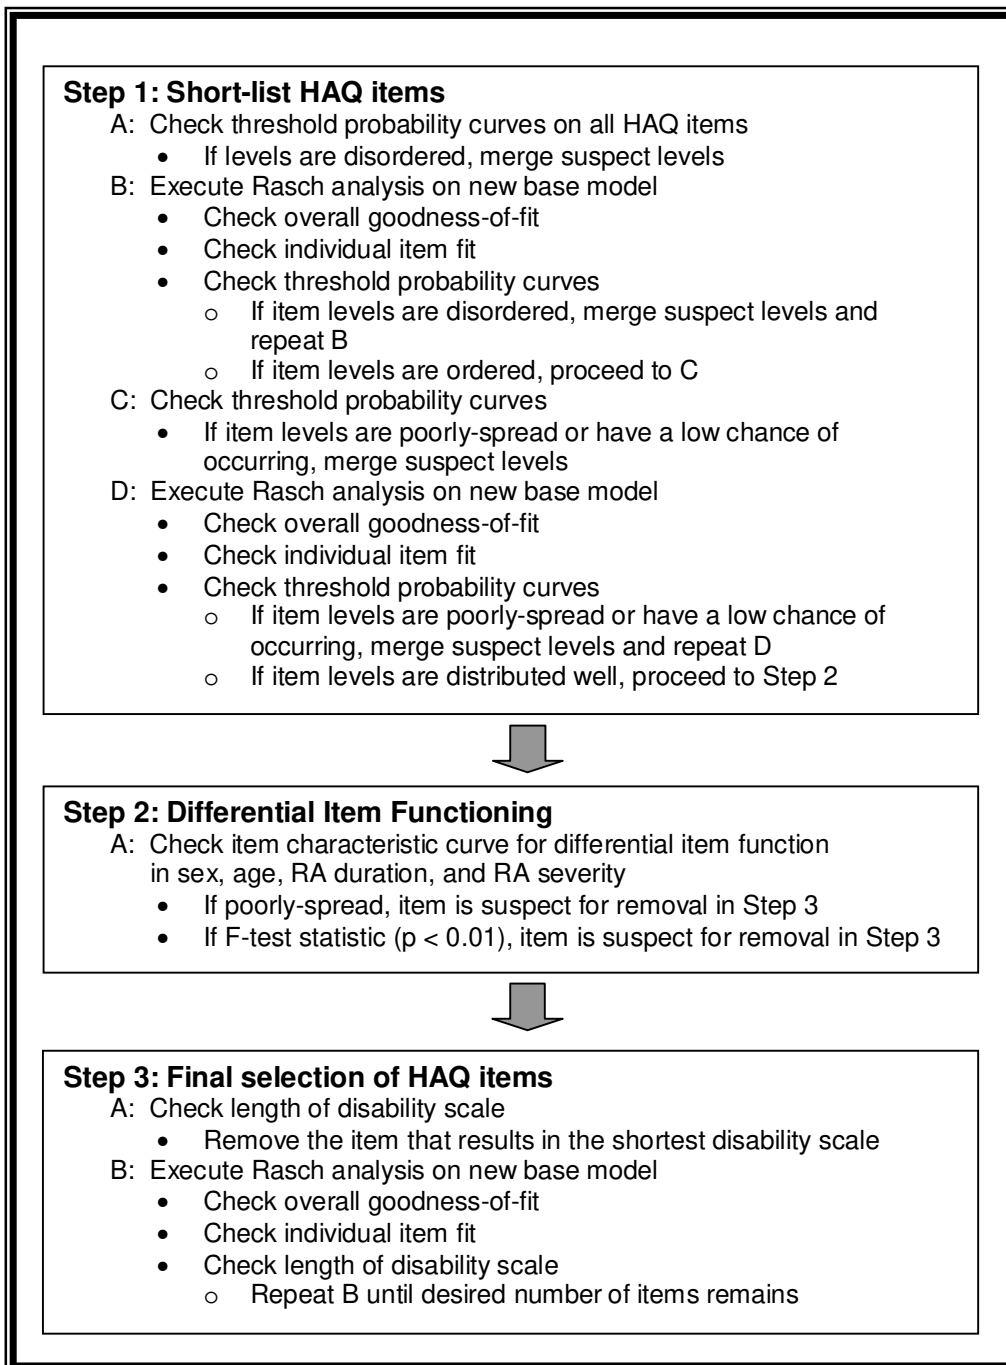 Step 1: Short-list HAQ items
A: Check threshold probability curves on all HAQ items
• If levels are disordered, merge suspect levels
B: Execute Rasch analysis on new base model
• Check overall goodness-of-fit
• Check individual item fit
• Check threshold probability curves
o If item levels are disordered, merge suspect levels and
repeat B
o If item levels are ordered, proceed to C
C: Check threshold probability curves
• If item levels are poorly-spread or have a low chance of
occurring, merge suspect levels
D: Execute Rasch analysis on new base model
• Check overall goodness-of-fit
• Check individual item fit
• Check threshold probability curves
o If item levels are poorly-spread or have a low chance of
occurring, merge suspect levels and repeat D
o If item levels are distributed well, proceed to Step 2
Step 2: Differential Item Functioning
A: Check item characteristic curve for differential item function
in sex, age, RA duration, and RA severity
• If poorly-spread, item is suspect for removal in Step 3
• If F-test statistic (p < 0.01), item is suspect for removal in Step 3
Step 3: Final selection of HAQ items
A: Check length of disability scale
• Remove the item that results in the shortest disability scale
B: Execute Rasch analysis on new base model
• Check overall goodness-of-fit
• Check individual item fit
• Check length of disability scale
o Repeat B until desired number of items remains